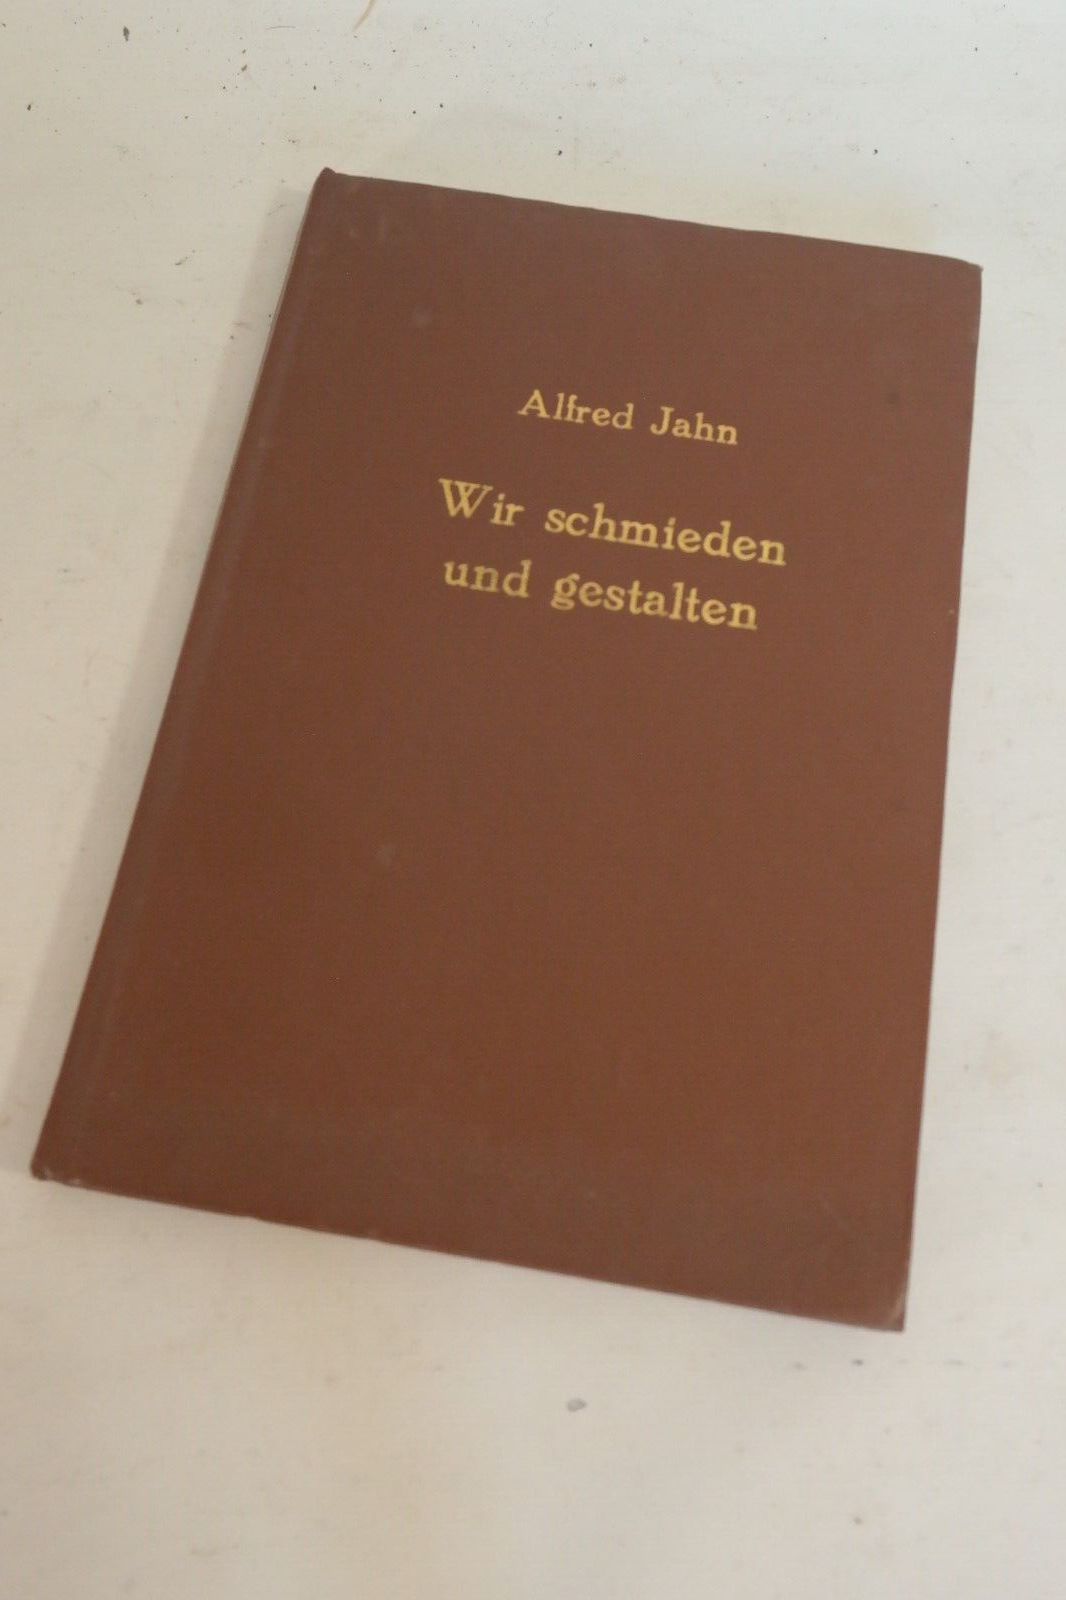 Alfred Jahn
Wir schmieden
und gestalten